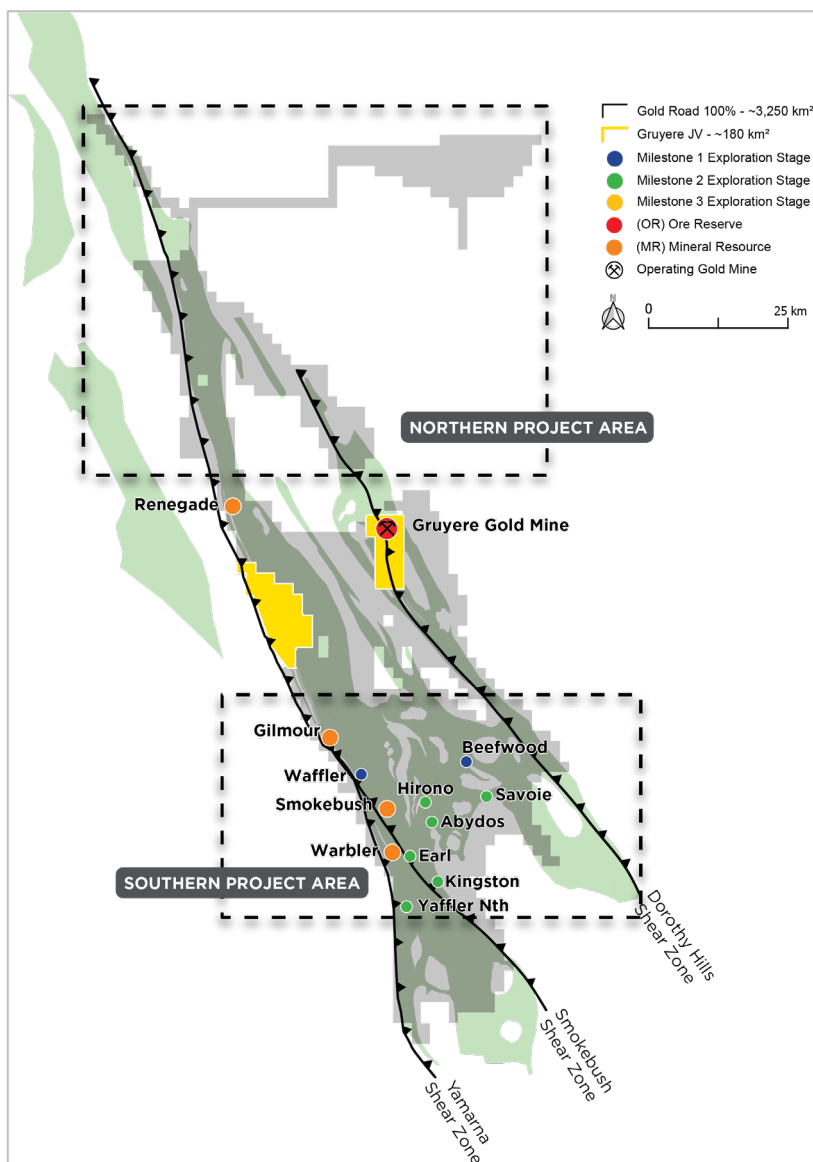 Gold Road 100% - ~3,250 km²
Gruyere JV - ~180 km²
Milestone 1 Exploration Stage
Milestone 2 Exploration Stage
Milestone 3 Exploration Stage
(OR) Ore Reserve
(MR) Mineral Resource
Operating Gold Mine
N
0
25 km
NORTHERN PROJECT AREA
Renegade
Gruyere Gold Mine
Gilmour
Beefwood
Waffler
Hirono
Savoie
Smokebush
Abydos
Warbler
Earl
SOUTHERN PROJECT AREA
Kingston
Yaffler Nth
Dorothy Hills
Shear Zone
Smokebush
Shear Zone
Yamarna
Shear Zone